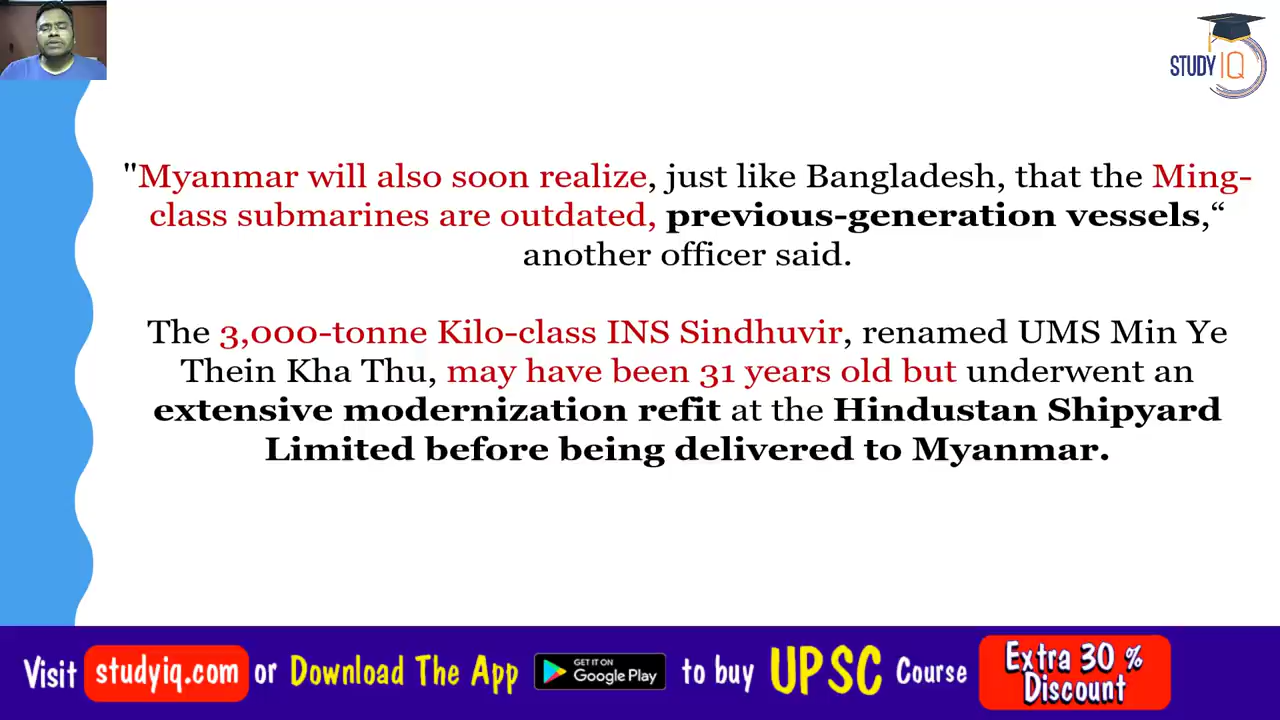 STUDY IQ
"Myanmar will also soon realize, just like Bangladesh, that the Ming-
class submarines are outdated, previous-generation vessels,“
another officer said.
The 3,000-tonne Kilo-class INS Sindhuvir, renamed UMS Min Ye
Thein Kha Thu, may have been 31 years old but underwent an
extensive modernization refit at the Hindustan Shipyard
Limited before being delivered to Myanmar.
Visit studyiq.com or Download The App GET IT ON Google Play to buy UPSC Course Extra 30 % Discount